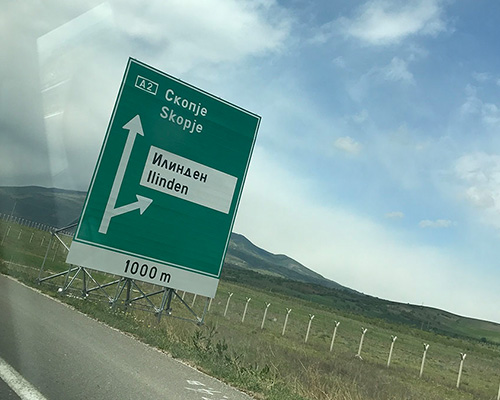 A2
Скопје
Skopje
Илинден
Ilinden
1000 m